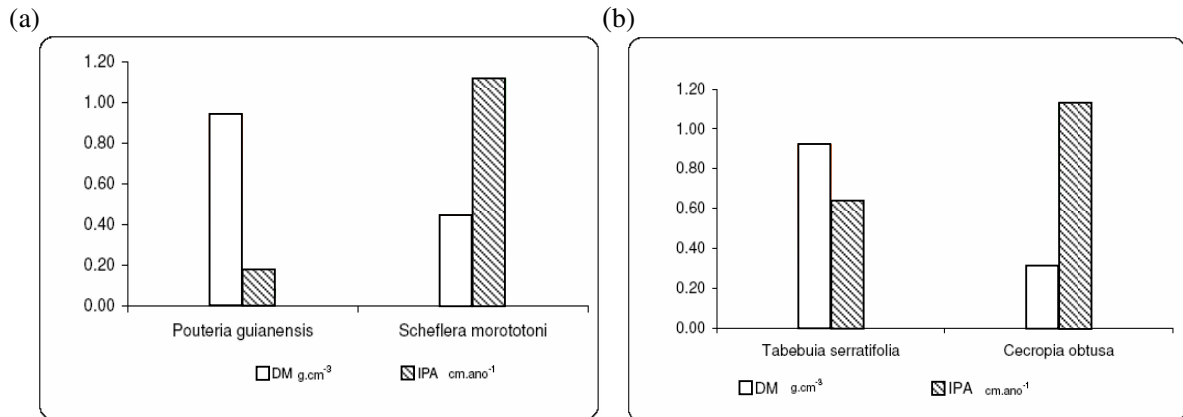 (a)
1.20
1.00
0.80
0.60
0.40
0.20
0.00
Pouteria guianensis Scheflera morototoni
DM g.cm⁻³ IPA cm.ano⁻¹
(b)
1.20
1.00
0.80
0.60
0.40
0.20
0.00
Tabebuia serratifolia Cecropia obtusa
DM g.cm⁻³ IPA cm.ano⁻¹